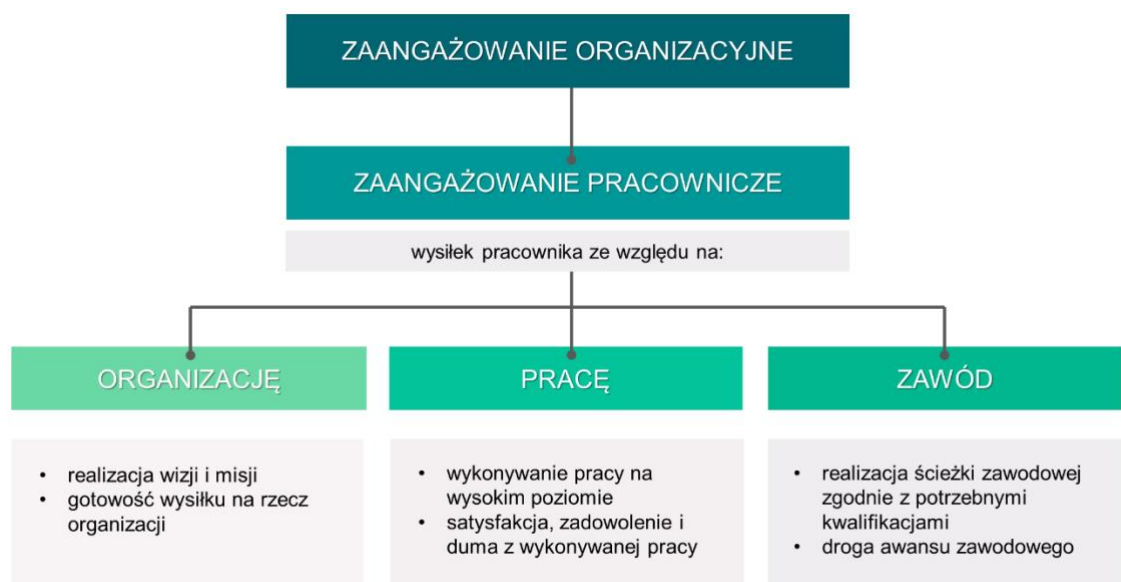 ZAANGAŻOWANIE ORGANIZACYJNE
ZAANGAŻOWANIE PRACOWNICZE
wysiłek pracownika ze względu na:
ORGANIZACJĘ
• realizacja wizji i misji
• gotowość wysiłku na rzecz
organizacji
PRACĘ
• wykonywanie pracy na
wysokim poziomie
• satysfakcja, zadowolenie i
duma z wykonywanej pracy
ZAWÓD
• realizacja ścieżki zawodowej
zgodnie z potrzebnymi
kwalifikacjami
• droga awansu zawodowego